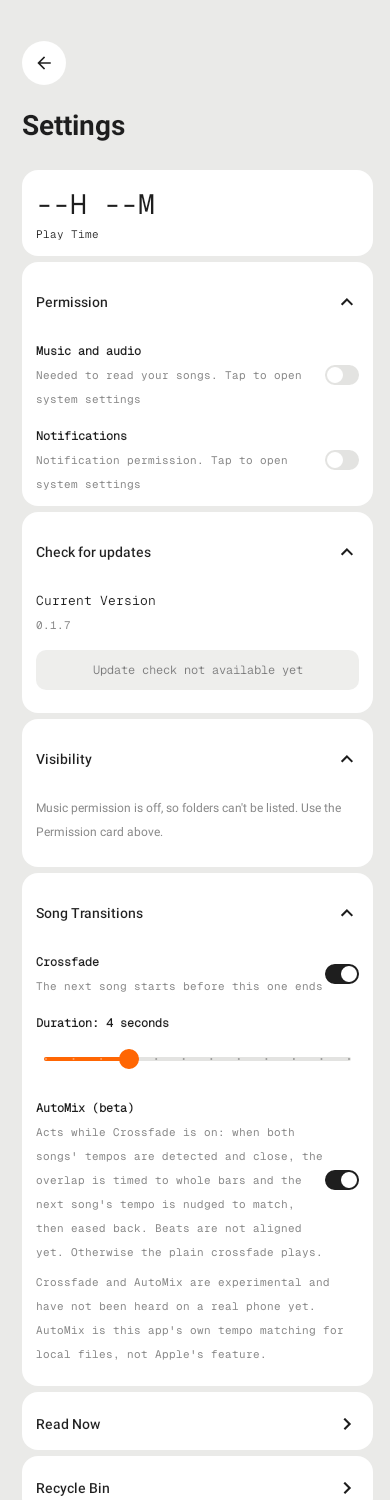 Settings
--H --M
Play Time
Permission
Music and audio
Needed to read your songs. Tap to open
system settings
Notifications
Notification permission. Tap to open
system settings
Check for updates
Current Version
0.1.7
Update check not available yet
Visibility
Music permission is off, so folders can't be listed. Use the
Permission card above.
Song Transitions
Crossfade
The next song starts before this one ends
Duration: 4 seconds
AutoMix (beta)
Acts while Crossfade is on: when both
songs' tempos are detected and close, the
overlap is timed to whole bars and the
next song's tempo is nudged to match,
then eased back. Beats are not aligned
yet. Otherwise the plain crossfade plays.
Crossfade and AutoMix are experimental and
have not been heard on a real phone yet.
AutoMix is this app's own tempo matching for
local files, not Apple's feature.
Read Now
Recycle Bin